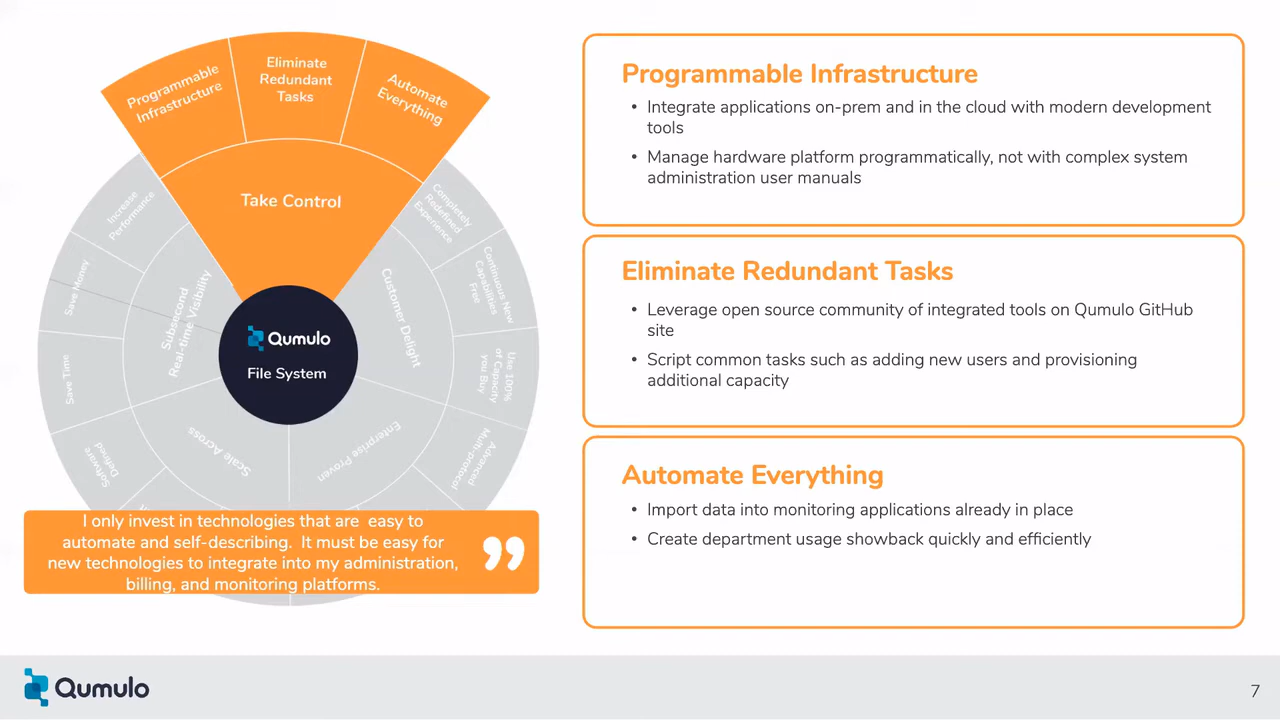 Programmable
Infrastructure
Eliminate
Redundant
Tasks
Automate
Everything
Take Control
Increase
Performance
Save Money
Save Time
Software
Defined
Subsecond
Real-time Visibility
Scale Across
Enterprise Proven
Customer Delight
Completely
Redefined
Experience
Continuous New
Capabilities
Free
Use 100%
of Capacity
you Buy
Advanced
Multi-protocol
Qumulo
File System
I only invest in technologies that are easy to
automate and self-describing. It must be easy for
new technologies to integrate into my administration,
billing, and monitoring platforms.
”
Programmable Infrastructure
• Integrate applications on-prem and in the cloud with modern development
tools
• Manage hardware platform programmatically, not with complex system
administration user manuals
Eliminate Redundant Tasks
• Leverage open source community of integrated tools on Qumulo GitHub
site
• Script common tasks such as adding new users and provisioning
additional capacity
Automate Everything
• Import data into monitoring applications already in place
• Create department usage showback quickly and efficiently
Qumulo
7